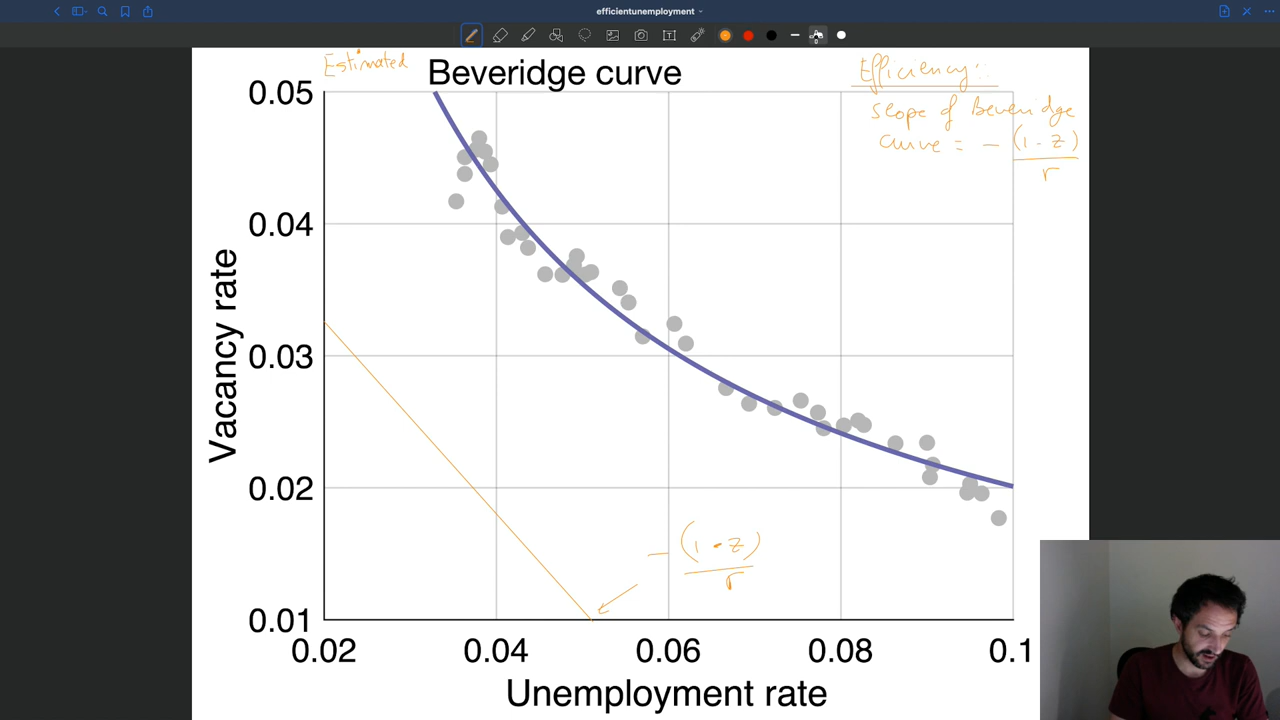 efficientunemployment
Estimated
Beveridge curve
Efficiency::
slope of Beveridge
curve = - (1 - z)
r
0.05
0.04
0.03
0.02
0.01
Vacancy rate
- (1 - z)
r
0.02
0.04
0.06
0.08
0.1
Unemployment rate